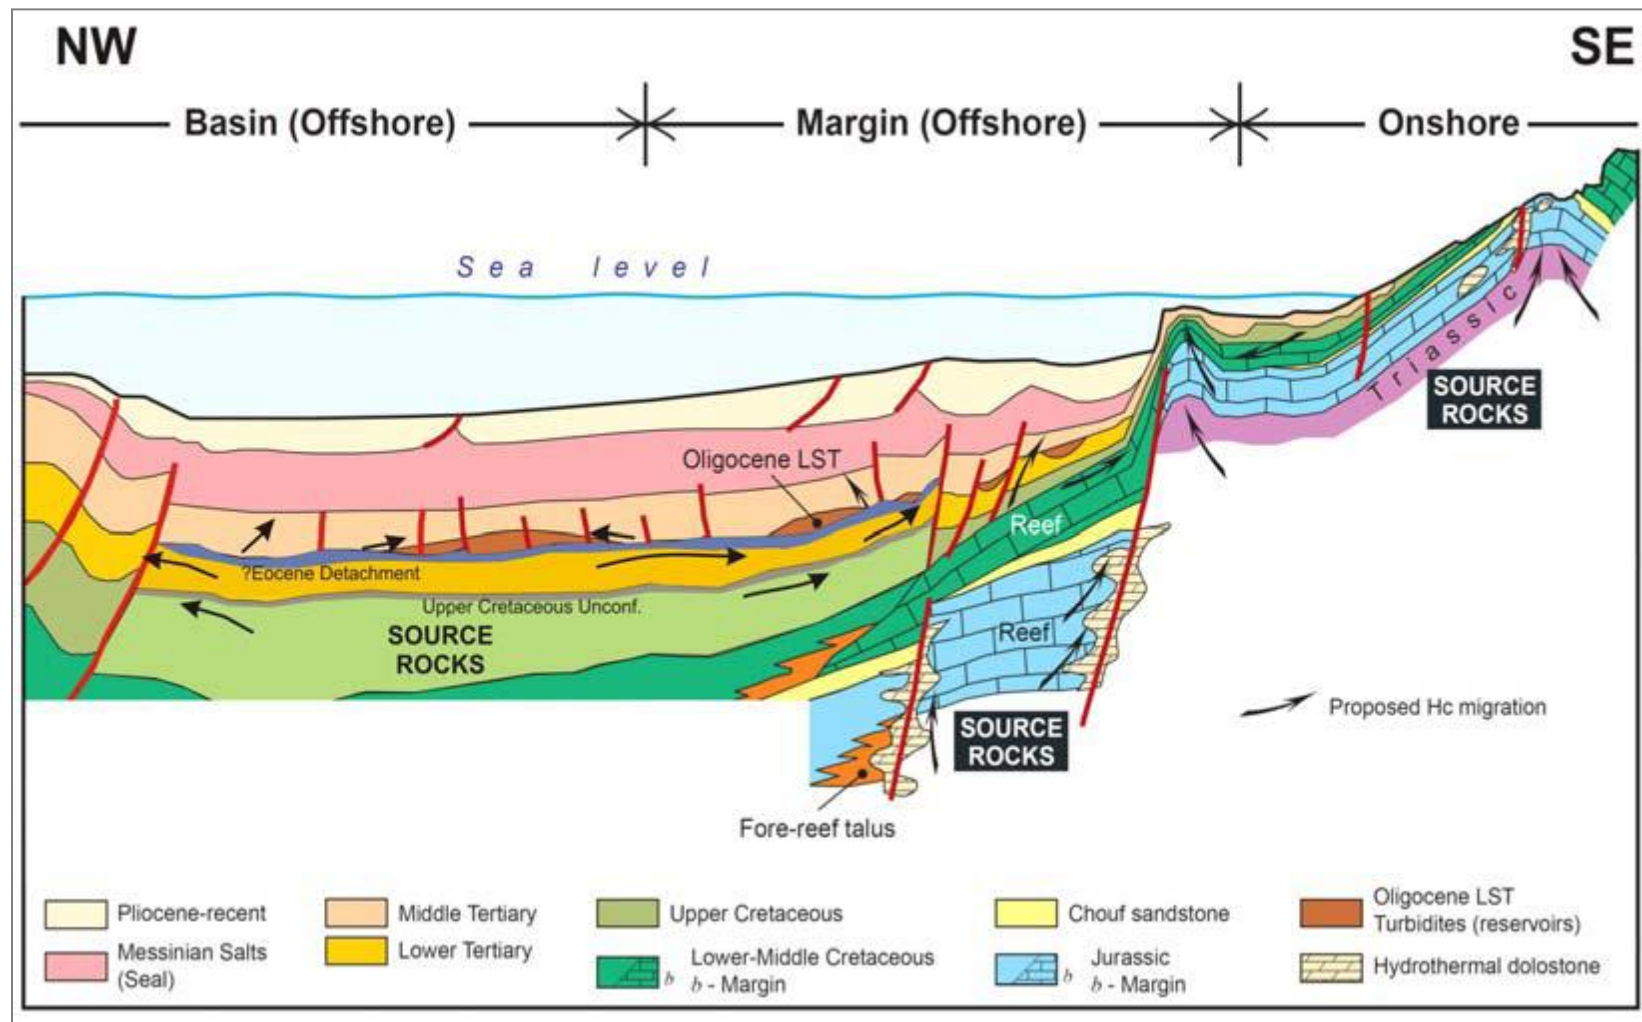 NW
SE
Basin (Offshore)
Margin (Offshore)
Onshore
Sea level
Triassic
SOURCE
ROCKS
Oligocene LST
Reef
?Eocene Detachment
Upper Cretaceous Unconf.
SOURCE
ROCKS
Reef
Proposed Hc migration
SOURCE
ROCKS
Fore-reef talus
Pliocene-recent
Messinian Salts
(Seal)
Middle Tertiary
Lower Tertiary
Upper Cretaceous
b
Lower-Middle Cretaceous
b - Margin
Chouf sandstone
b
Jurassic
b - Margin
Oligocene LST
Turbidites (reservoirs)
Hydrothermal dolostone